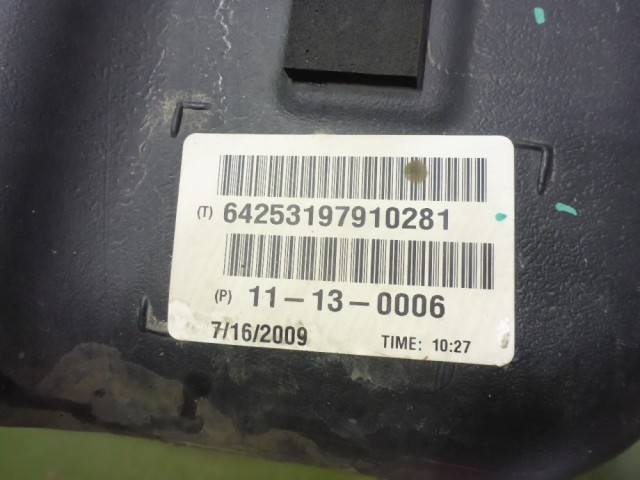 (T) 64253197910281
(P) 11-13-0006
7/16/2009 TIME: 10:27